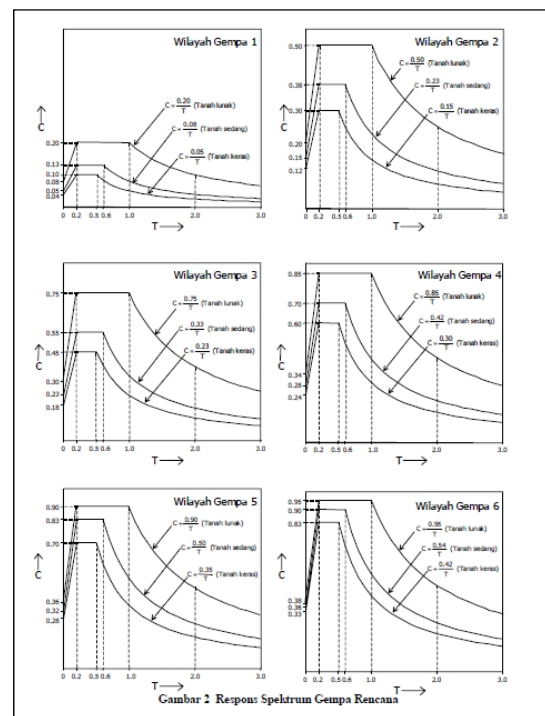 Wilayah Gempa 1
C
0.20
0.13
0.10
0.08
0.05
0.04
C = 0.20/T (Tanah lunak)
C = 0.08/T (Tanah sedang)
C = 0.05/T (Tanah keras)
0 0.2 0.5 0.6 1.0 2.0 3.0
T
Wilayah Gempa 2
C
0.50
0.38
0.30
0.20
0.15
0.12
C = 0.50/T (Tanah lunak)
C = 0.23/T (Tanah sedang)
C = 0.15/T (Tanah keras)
0 0.2 0.5 0.6 1.0 2.0 3.0
T
Wilayah Gempa 3
C
0.75
0.55
0.45
0.30
0.23
0.18
C = 0.75/T (Tanah lunak)
C = 0.33/T (Tanah sedang)
C = 0.23/T (Tanah keras)
0 0.2 0.5 0.6 1.0 2.0 3.0
T
Wilayah Gempa 4
C
0.85
0.70
0.60
0.34
0.28
0.24
C = 0.85/T (Tanah lunak)
C = 0.42/T (Tanah sedang)
C = 0.30/T (Tanah keras)
0 0.2 0.5 0.6 1.0 2.0 3.0
T
Wilayah Gempa 5
C
0.90
0.83
0.70
0.36
0.32
0.28
C = 0.90/T (Tanah lunak)
C = 0.50/T (Tanah sedang)
C = 0.35/T (Tanah keras)
0 0.2 0.5 0.6 1.0 2.0 3.0
T
Wilayah Gempa 6
C
0.95
0.90
0.83
0.38
0.36
0.33
C = 0.95/T (Tanah lunak)
C = 0.54/T (Tanah sedang)
C = 0.42/T (Tanah keras)
0 0.2 0.5 0.6 1.0 2.0 3.0
T
Gambar 2 Respons Spektrum Gempa Rencana